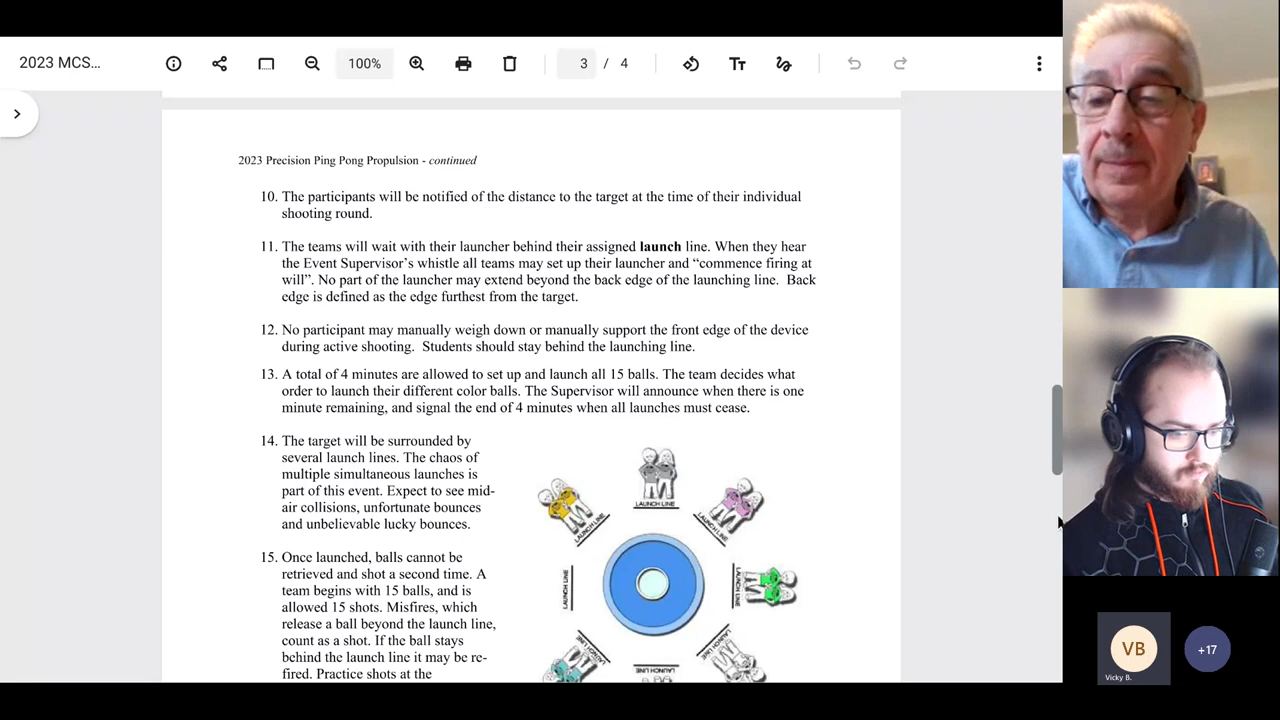 2023 MCS...
100%
3 / 4
2023 Precision Ping Pong Propulsion - continued
10. The participants will be notified of the distance to the target at the time of their individual
shooting round.
11. The teams will wait with their launcher behind their assigned launch line. When they hear
the Event Supervisor's whistle all teams may set up their launcher and “commence firing at
will”. No part of the launcher may extend beyond the back edge of the launching line. Back
edge is defined as the edge furthest from the target.
12. No participant may manually weigh down or manually support the front edge of the device
during active shooting. Students should stay behind the launching line.
13. A total of 4 minutes are allowed to set up and launch all 15 balls. The team decides what
order to launch their different color balls. The Supervisor will announce when there is one
minute remaining, and signal the end of 4 minutes when all launches must cease.
14. The target will be surrounded by
several launch lines. The chaos of
multiple simultaneous launches is
part of this event. Expect to see mid-
air collisions, unfortunate bounces
and unbelievable lucky bounces.
15. Once launched, balls cannot be
retrieved and shot a second time. A
team begins with 15 balls, and is
allowed 15 shots. Misfires, which
release a ball beyond the launch line,
count as a shot. If the ball stays
behind the launch line it may be re-
fired. Practice shots at the
LAUNCH LINE
LAUNCH LINE
LAUNCH LINE
LAUNCH LINE
LAUNCH LINE
LAUNCH LINE
LAUNCH LINE
LAUNCH LINE
VB
Vicky B.
+17